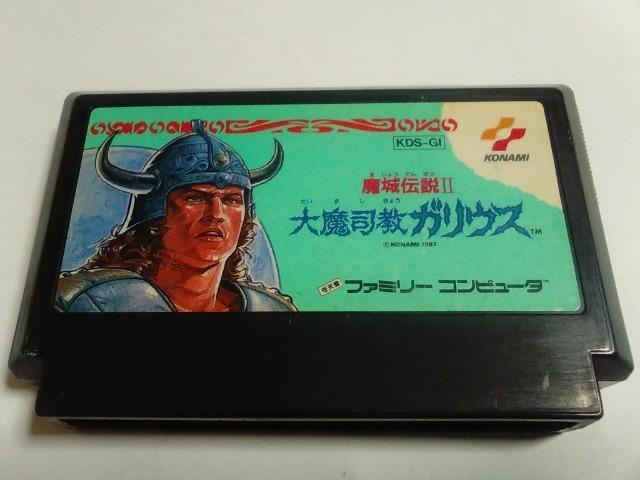 KDS-GI
KONAMI
ま じょう でん せつ
魔城伝説II
だい ま し きょう
大魔司教ガリウス TM
© KONAMI 1987
任天堂 ファミリー コンピュータ